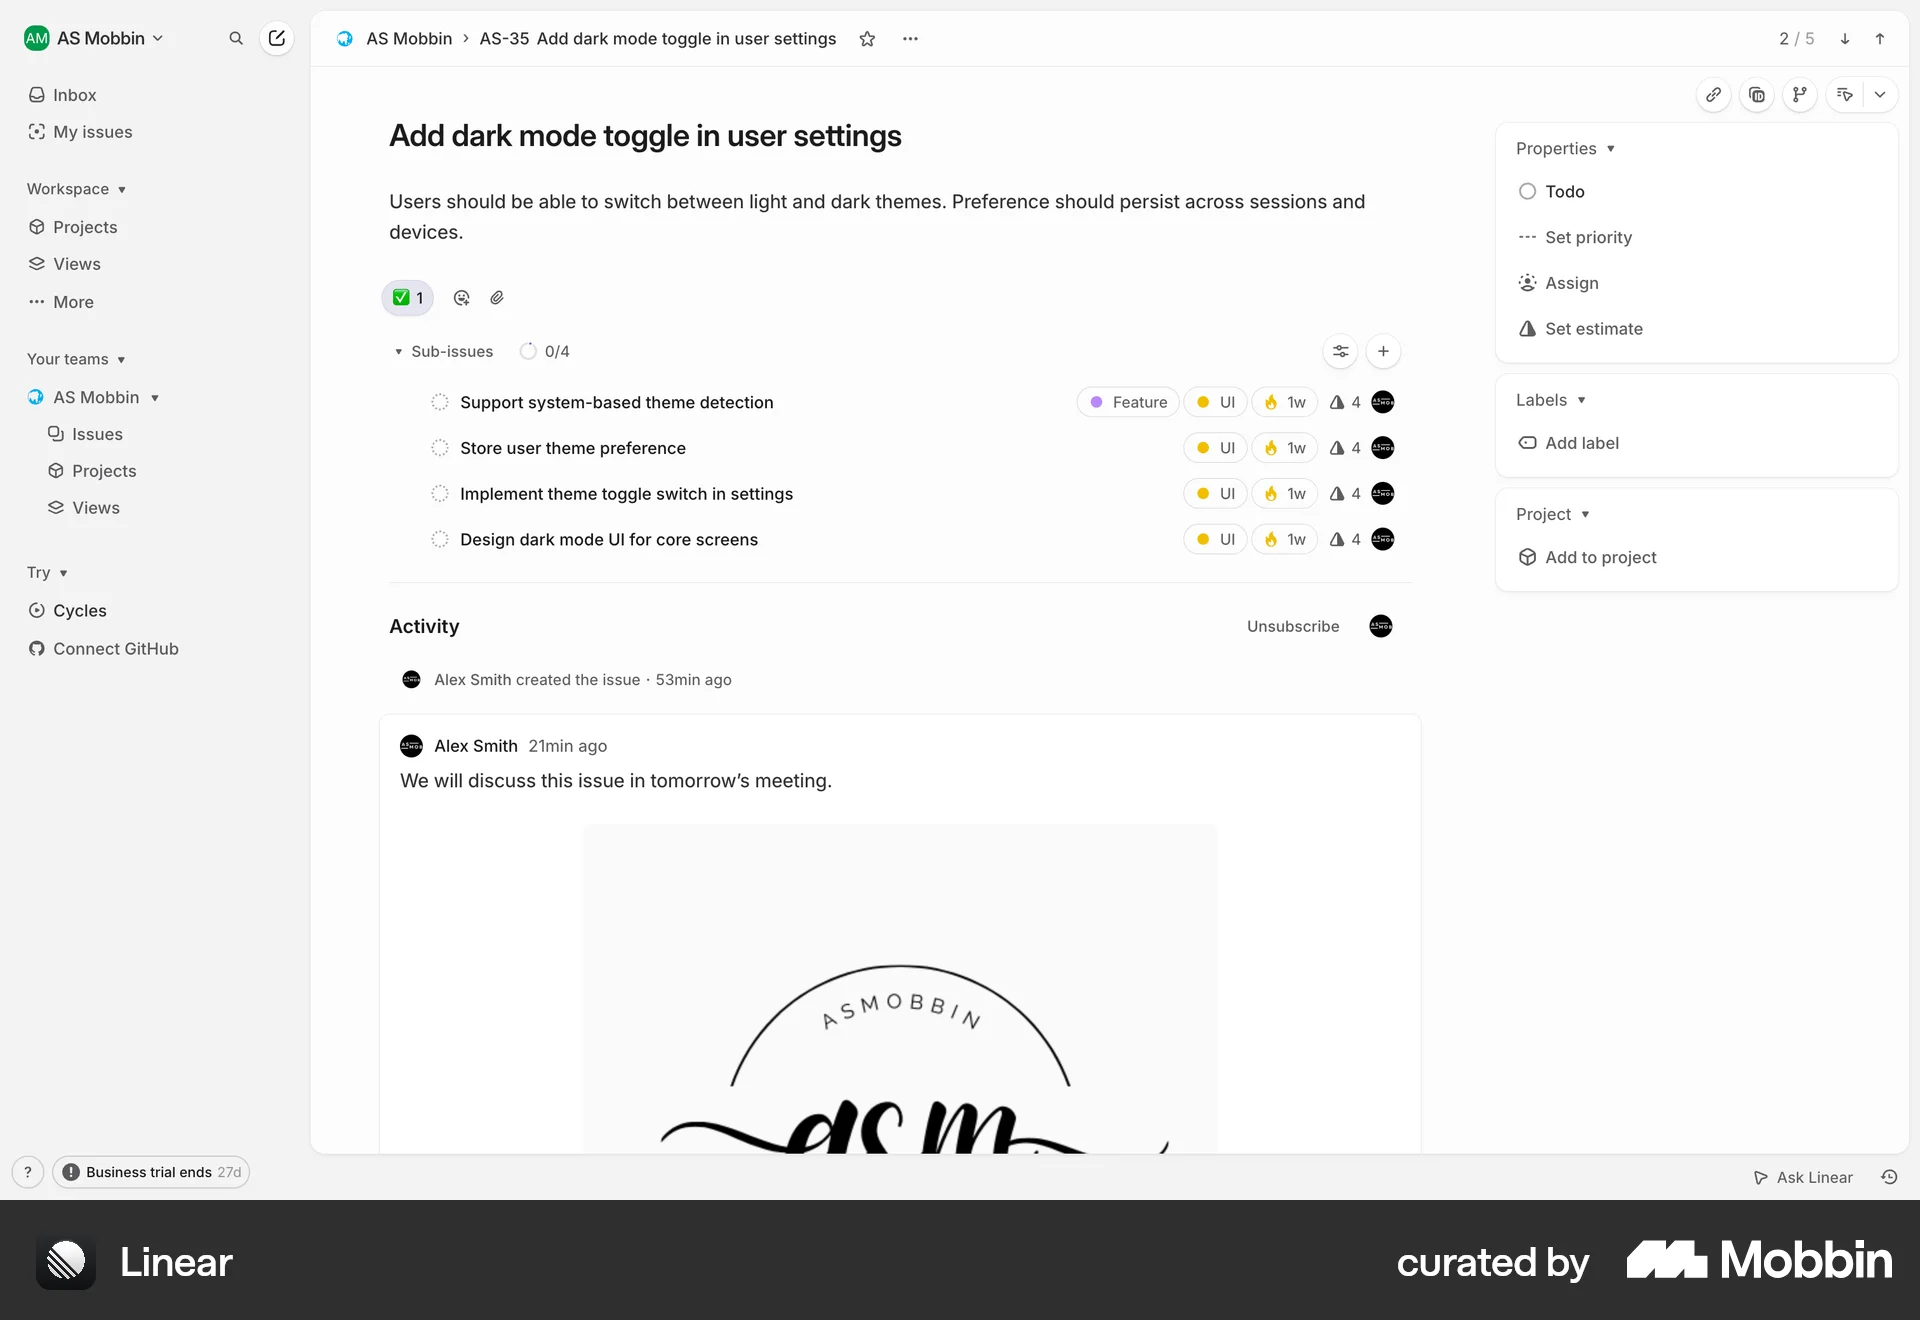 AM AS Mobbin
Inbox
My issues
Workspace
Projects
Views
More
Your teams
AS Mobbin
Issues
Projects
Views
Try
Cycles
Connect GitHub
? ! Business trial ends 27d
AS Mobbin › AS-35 Add dark mode toggle in user settings
2 / 5
Add dark mode toggle in user settings
Users should be able to switch between light and dark themes. Preference should persist across sessions and
devices.
1
Sub-issues 0/4
Support system-based theme detection Feature UI 1w 4
Store user theme preference UI 1w 4
Implement theme toggle switch in settings UI 1w 4
Design dark mode UI for core screens UI 1w 4
Activity Unsubscribe
Alex Smith created the issue · 53min ago
Alex Smith 21min ago
We will discuss this issue in tomorrow’s meeting.
ASMOBBIN
asm
Properties
Todo
Set priority
Assign
Set estimate
Labels
Add label
Project
Add to project
Ask Linear
Linear
curated by Mobbin